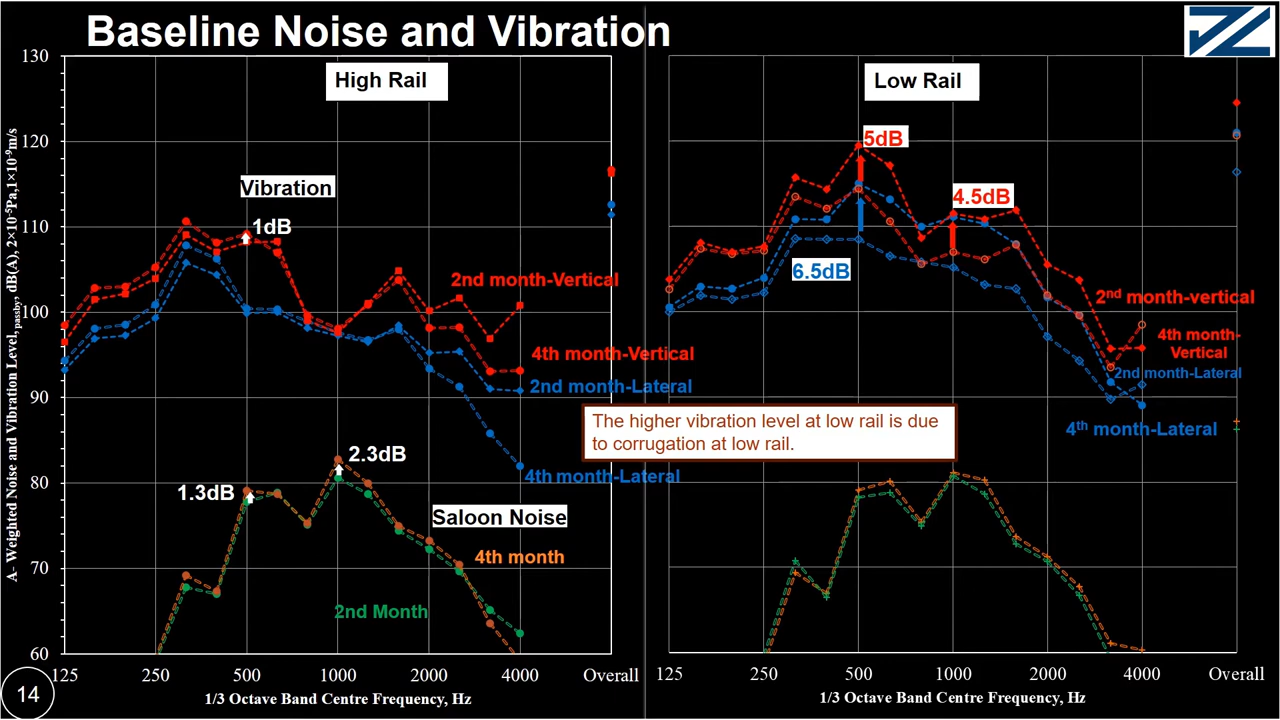 Baseline Noise and Vibration
A- Weighted Noise and Vibration Level, passby, dB(A), 2×10⁻⁵Pa,1×10⁻⁹m/s
130
120
110
100
90
80
70
60
High Rail
Vibration
1dB
2nd month-Vertical
4th month-Vertical
2nd month-Lateral
4th month-Lateral
2.3dB
1.3dB
Saloon Noise
4th month
2nd Month
125 250 500 1000 2000 4000 Overall
1/3 Octave Band Centre Frequency, Hz
The higher vibration level at low rail is due
to corrugation at low rail.
Low Rail
5dB
4.5dB
6.5dB
2nd month-vertical
4th month-
Vertical
2nd month-Lateral
4th month-Lateral
125 250 500 1000 2000 4000 Overall
1/3 Octave Band Centre Frequency, Hz
14